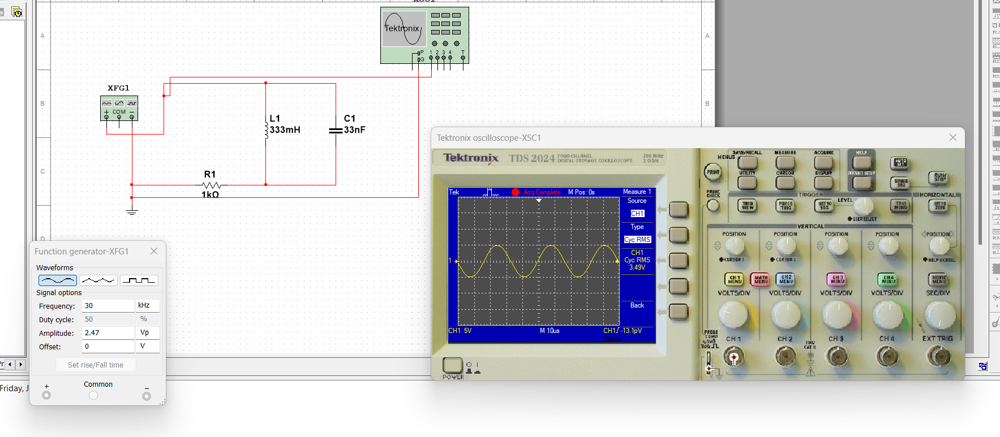 XSC1
Tektronix
P
G
1 2 3 4 T
A
A
B
B
C
C
D
XFG1
+ COM −
L1
333mH
C1
33nF
R1
1kΩ
Function generator-XFG1
Waveforms
Signal options
Frequency: 30 kHz
Duty cycle: 50 %
Amplitude: 2.47 Vp
Offset: 0 V
Set rise/Fall time
+ Common −
Friday, J
Tektronix oscilloscope-XSC1
Tektronix TDS 2024 FOUR CHANNEL
DIGITAL STORAGE OSCILLOSCOPE
200 MHz
2 GS/s
Tek Acq Complete M Pos: 0s Measure 1
Source
CH1
Type
Cyc RMS
CH1
Cyc RMS
3.49V
Back
1
CH1 5V M 10us CH1/ -13.1pV
POWER
MENUS
SAVE/RECALL MEASURE ACQUIRE HELP
AUTO SET
PRINT
UTILITY CURSOR DISPLAY DEFAULT SETUP
SINGLE SEQ
RUN/STOP
PROBE CHECK
TRIGGER
HORIZONTAL
TRIG VIEW
FORCE TRIG
SET TO 50%
LEVEL
USER SELECT
TRIG MENU
SET TO ZERO
VERTICAL
POSITION POSITION POSITION POSITION POSITION
CURSOR 1 CURSOR 2 HELP SCROLL
CH 1 MENU
MATH MENU
CH 2 MENU
CH 3 MENU
CH 4 MENU
HORIZ MENU
VOLTS/DIV VOLTS/DIV VOLTS/DIV VOLTS/DIV SEC/DIV
PROBE COMP
~5V@
1kHz
CH 1 CH 2 CH 3 CH 4 EXT TRIG
300V
CAT II